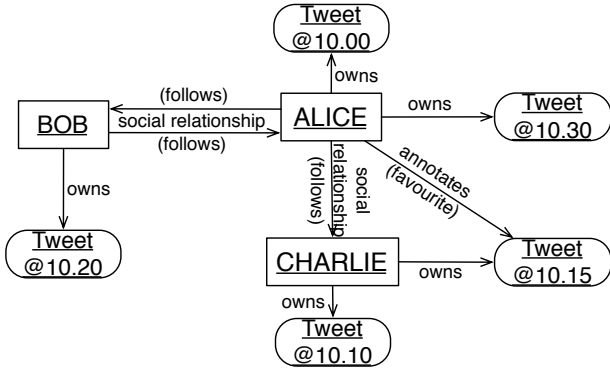 Tweet
@10.00
owns
(follows)
BOB
social relationship
(follows)
ALICE
owns
Tweet
@10.30
owns
social
relationship
(follows)
annotates
(favourite)
Tweet
@10.20
CHARLIE
owns
Tweet
@10.15
owns
Tweet
@10.10